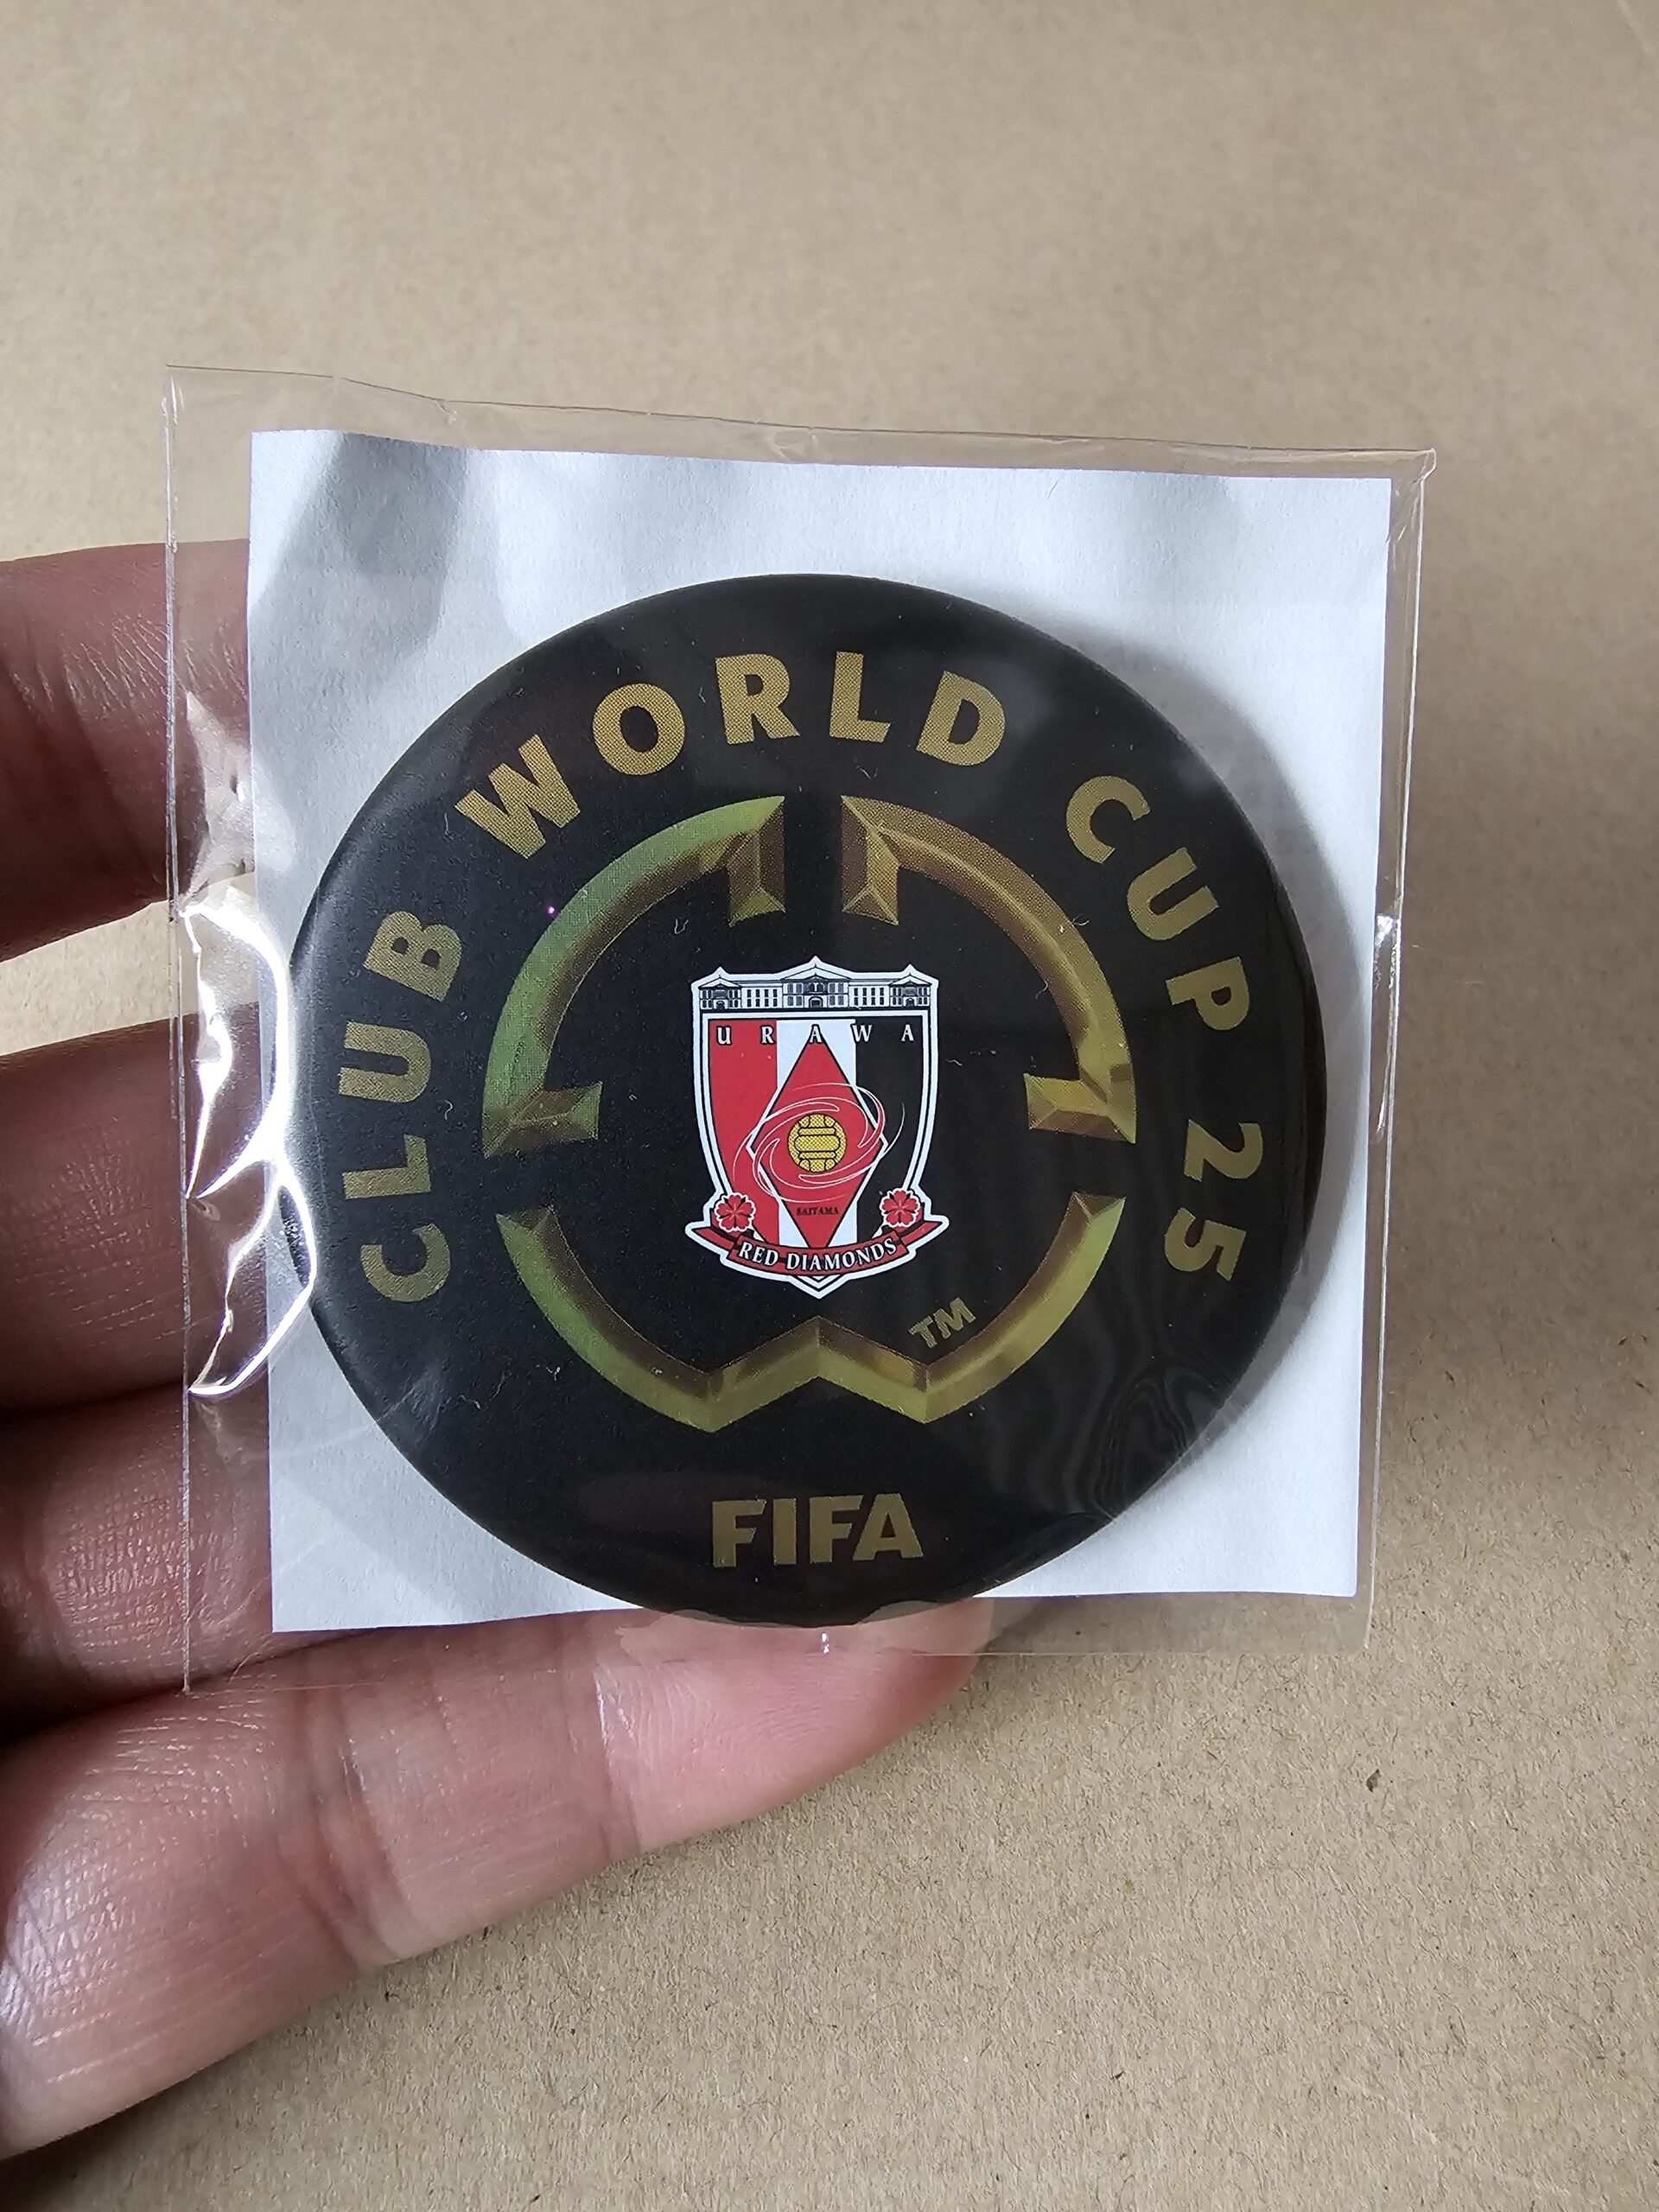 CLUB WORLD CUP 25
URAWA
SAITAMA
RED DIAMONDS
TM
FIFA